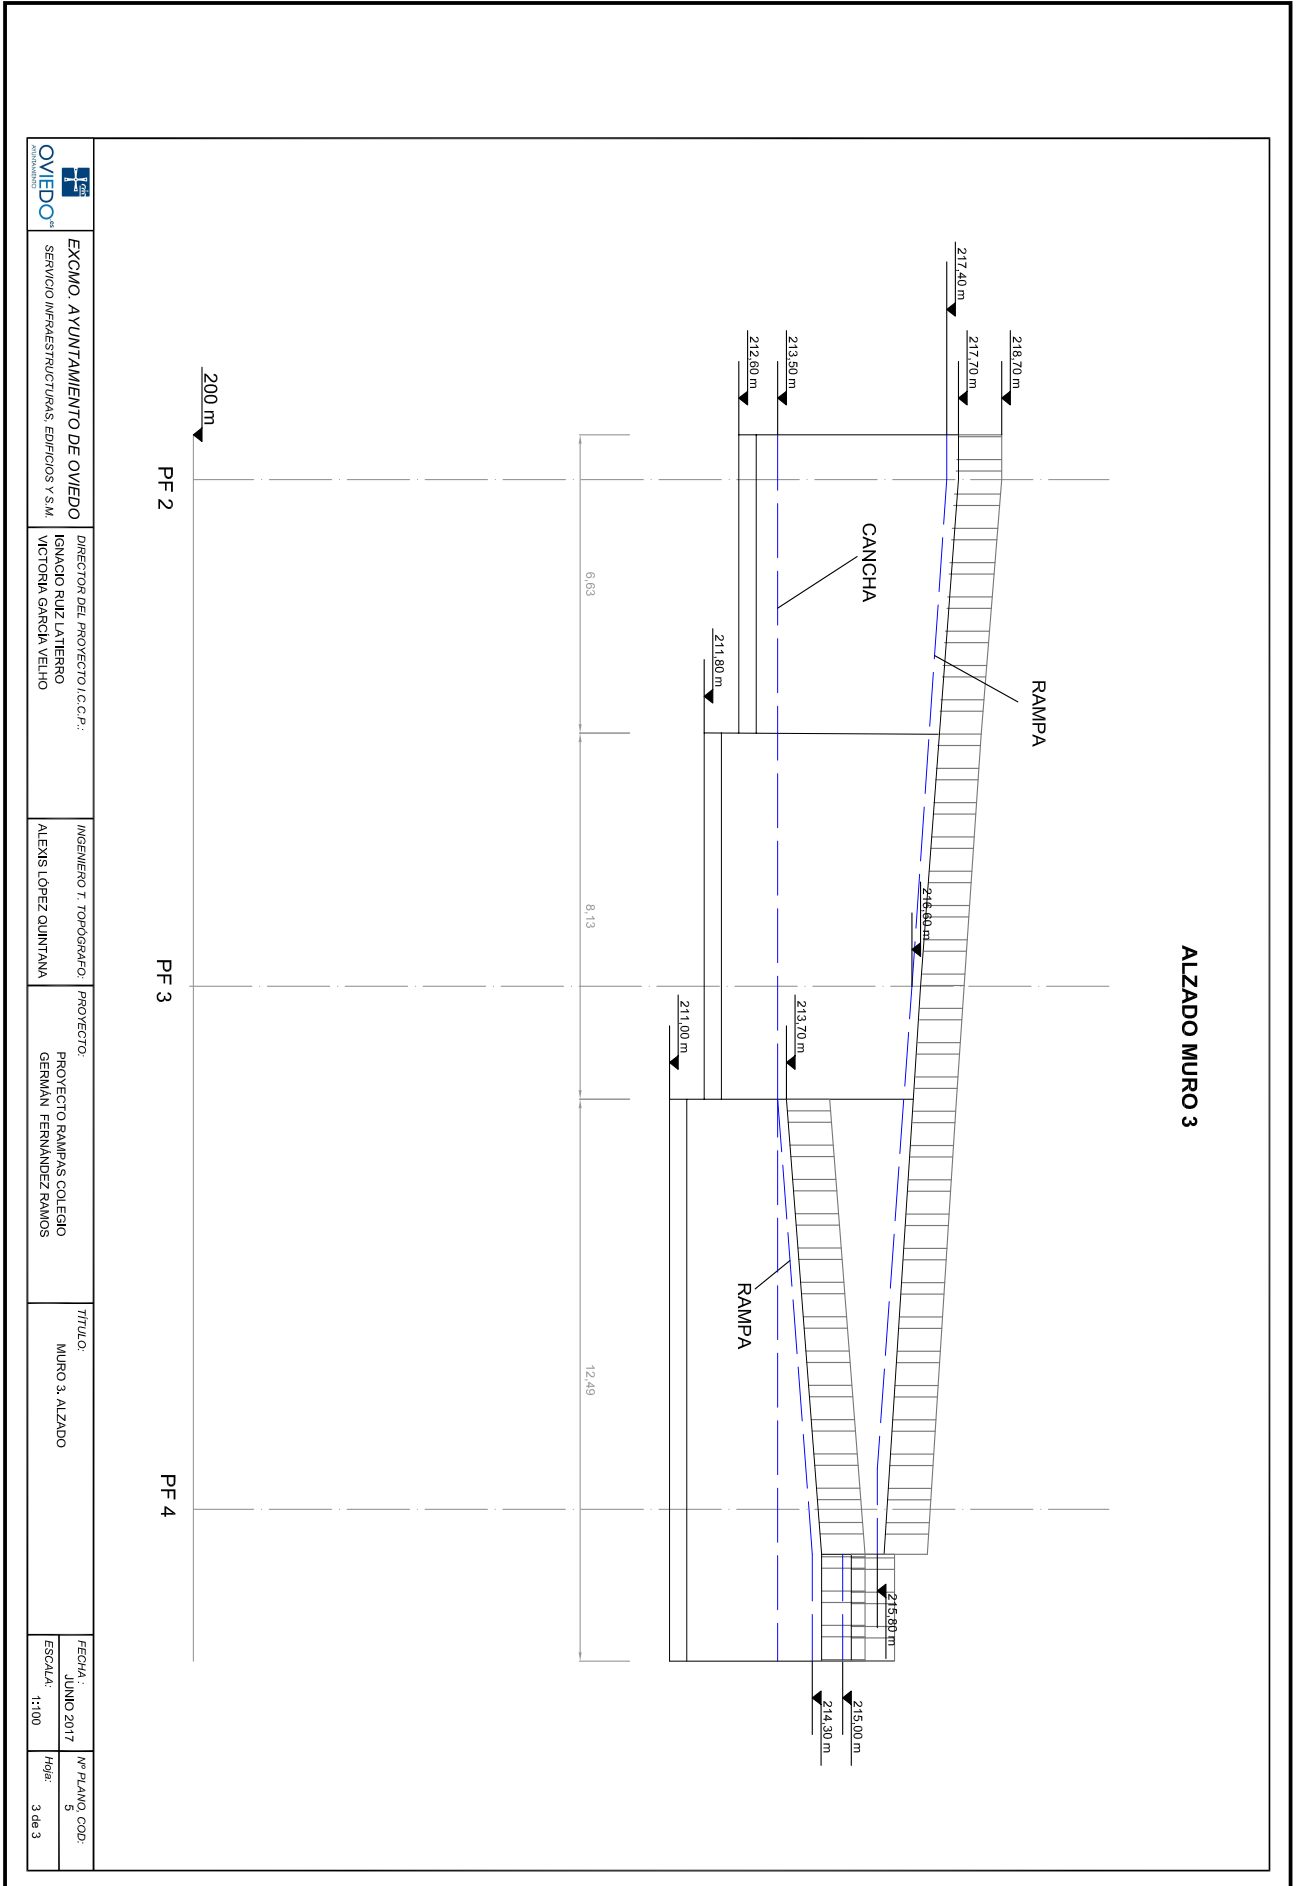 ALZADO MURO 3
218,70 m
217,70 m
217,40 m
213,50 m
212,60 m
RAMPA
CANCHA
211,80 m
216,60 m
213,70 m
211,00 m
RAMPA
215,80 m
215,00 m
214,30 m
6,63
8,13
12,49
200 m
PF 2
PF 3
PF 4
OVIEDO.es
AYUNTAMIENTO
EXCMO. AYUNTAMIENTO DE OVIEDO
SERVICIO INFRAESTRUCTURAS, EDIFICIOS Y S.M.
DIRECTOR DEL PROYECTO I.C.C.P.:
IGNACIO RUIZ LATIERRO
VICTORIA GARCÍA VELHO
INGENIERO T. TOPÓGRAFO:
ALEXIS LÓPEZ QUINTANA
PROYECTO:
PROYECTO RAMPAS COLEGIO
GERMÁN FERNÁNDEZ RAMOS
TÍTULO:
MURO 3. ALZADO
FECHA :
JUNIO 2017
ESCALA:
1:100
Nº PLANO, COD:
5
Hoja:
3 de 3